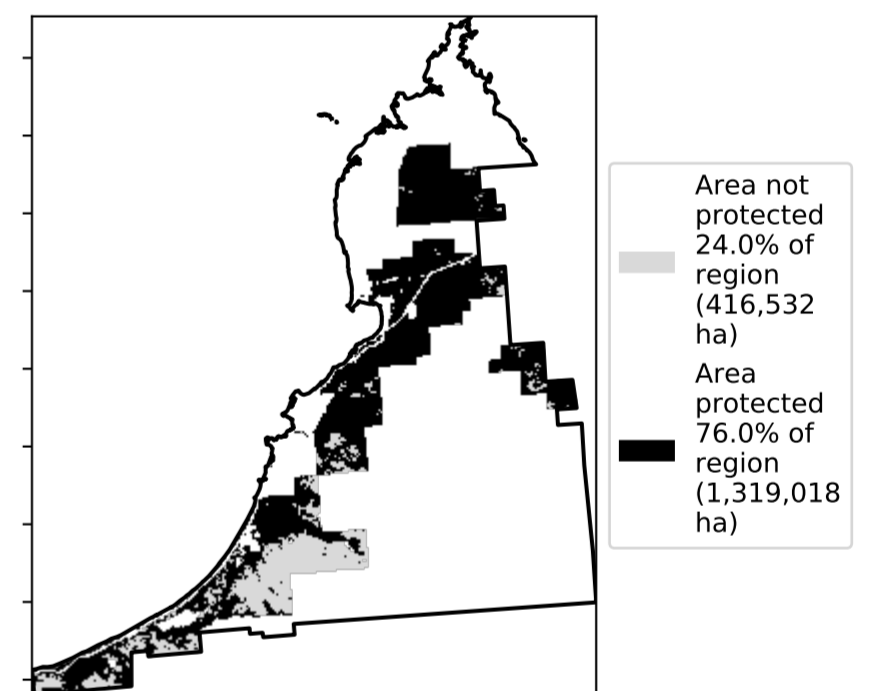 Area not
protected
24.0% of
region
(416,532
ha)
Area
protected
76.0% of
region
(1,319,018
ha)